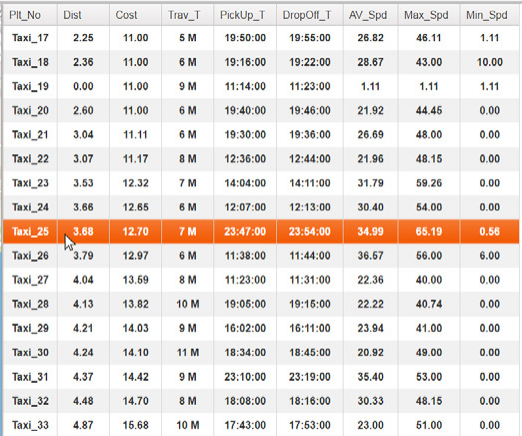 Plt_No Dist Cost Trav_T PickUp_T DropOff_T AV_Spd Max_Spd Min_Spd
Taxi_17 2.25 11.00 5 M 19:50:00 19:55:00 26.82 46.11 1.11
Taxi_18 2.36 11.00 6 M 19:16:00 19:22:00 28.67 43.00 10.00
Taxi_19 0.00 11.00 9 M 11:14:00 11:23:00 1.11 1.11 1.11
Taxi_20 2.60 11.00 6 M 19:40:00 19:46:00 21.92 44.45 0.00
Taxi_21 3.04 11.11 6 M 19:30:00 19:36:00 26.69 48.00 0.00
Taxi_22 3.07 11.17 8 M 12:36:00 12:44:00 21.96 48.15 0.00
Taxi_23 3.53 12.32 7 M 14:04:00 14:11:00 31.79 59.26 0.00
Taxi_24 3.66 12.65 6 M 12:07:00 12:13:00 30.40 54.00 0.00
Taxi_25 3.68 12.70 7 M 23:47:00 23:54:00 34.99 65.19 0.56
Taxi_26 3.79 12.97 6 M 11:38:00 11:44:00 36.57 56.00 6.00
Taxi_27 4.04 13.59 8 M 11:23:00 11:31:00 22.36 40.00 0.00
Taxi_28 4.13 13.82 10 M 19:05:00 19:15:00 22.22 40.74 0.00
Taxi_29 4.21 14.03 9 M 16:02:00 16:11:00 23.94 41.00 0.00
Taxi_30 4.24 14.10 11 M 18:34:00 18:45:00 20.92 49.00 0.00
Taxi_31 4.37 14.42 9 M 23:10:00 23:19:00 35.40 53.00 0.00
Taxi_32 4.48 14.70 8 M 18:08:00 18:16:00 30.33 48.15 0.00
Taxi_33 4.87 15.68 10 M 17:43:00 17:53:00 23.00 51.00 0.00